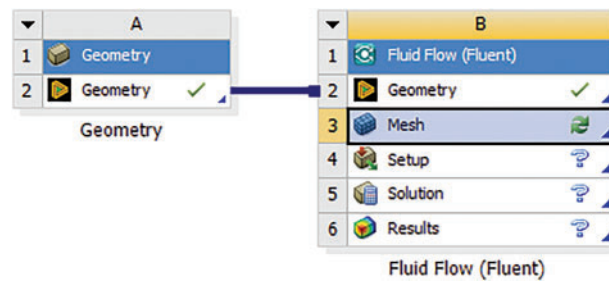 A
1 Geometry
2 Geometry
Geometry
B
1 Fluid Flow (Fluent)
2 Geometry
3 Mesh
4 Setup
5 Solution
6 Results
Fluid Flow (Fluent)